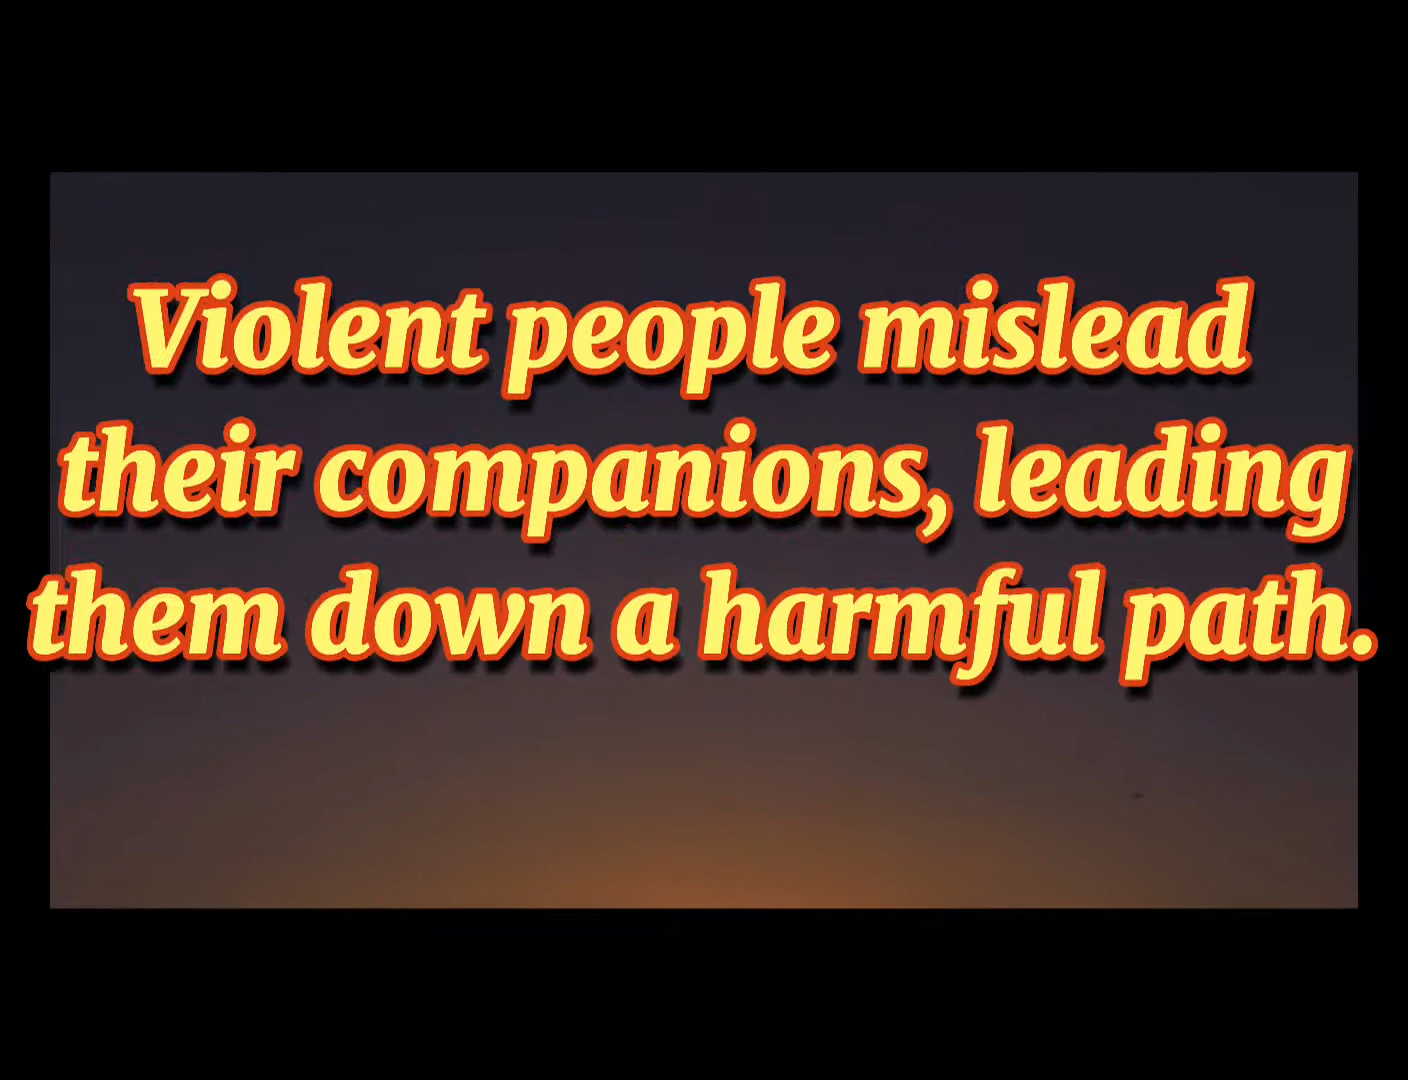 Violent people mislead
their companions, leading
them down a harmful path.